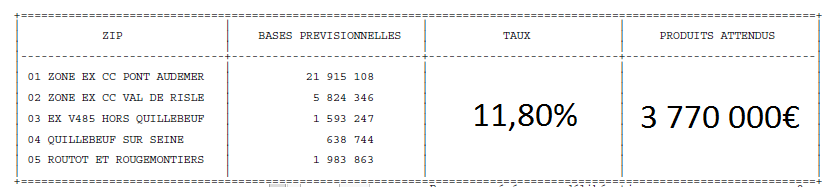 ZIP BASES PREVISIONNELLES TAUX PRODUITS ATTENDUS
01 ZONE EX CC PONT AUDEMER 21 915 108
02 ZONE EX CC VAL DE RISLE 5 824 346
03 EX V485 HORS QUILLEBEUF 1 593 247
11,80% 3 770 000€
04 QUILLEBEUF SUR SEINE 638 744
05 ROUTOT ET ROUGEMONTIERS 1 983 863